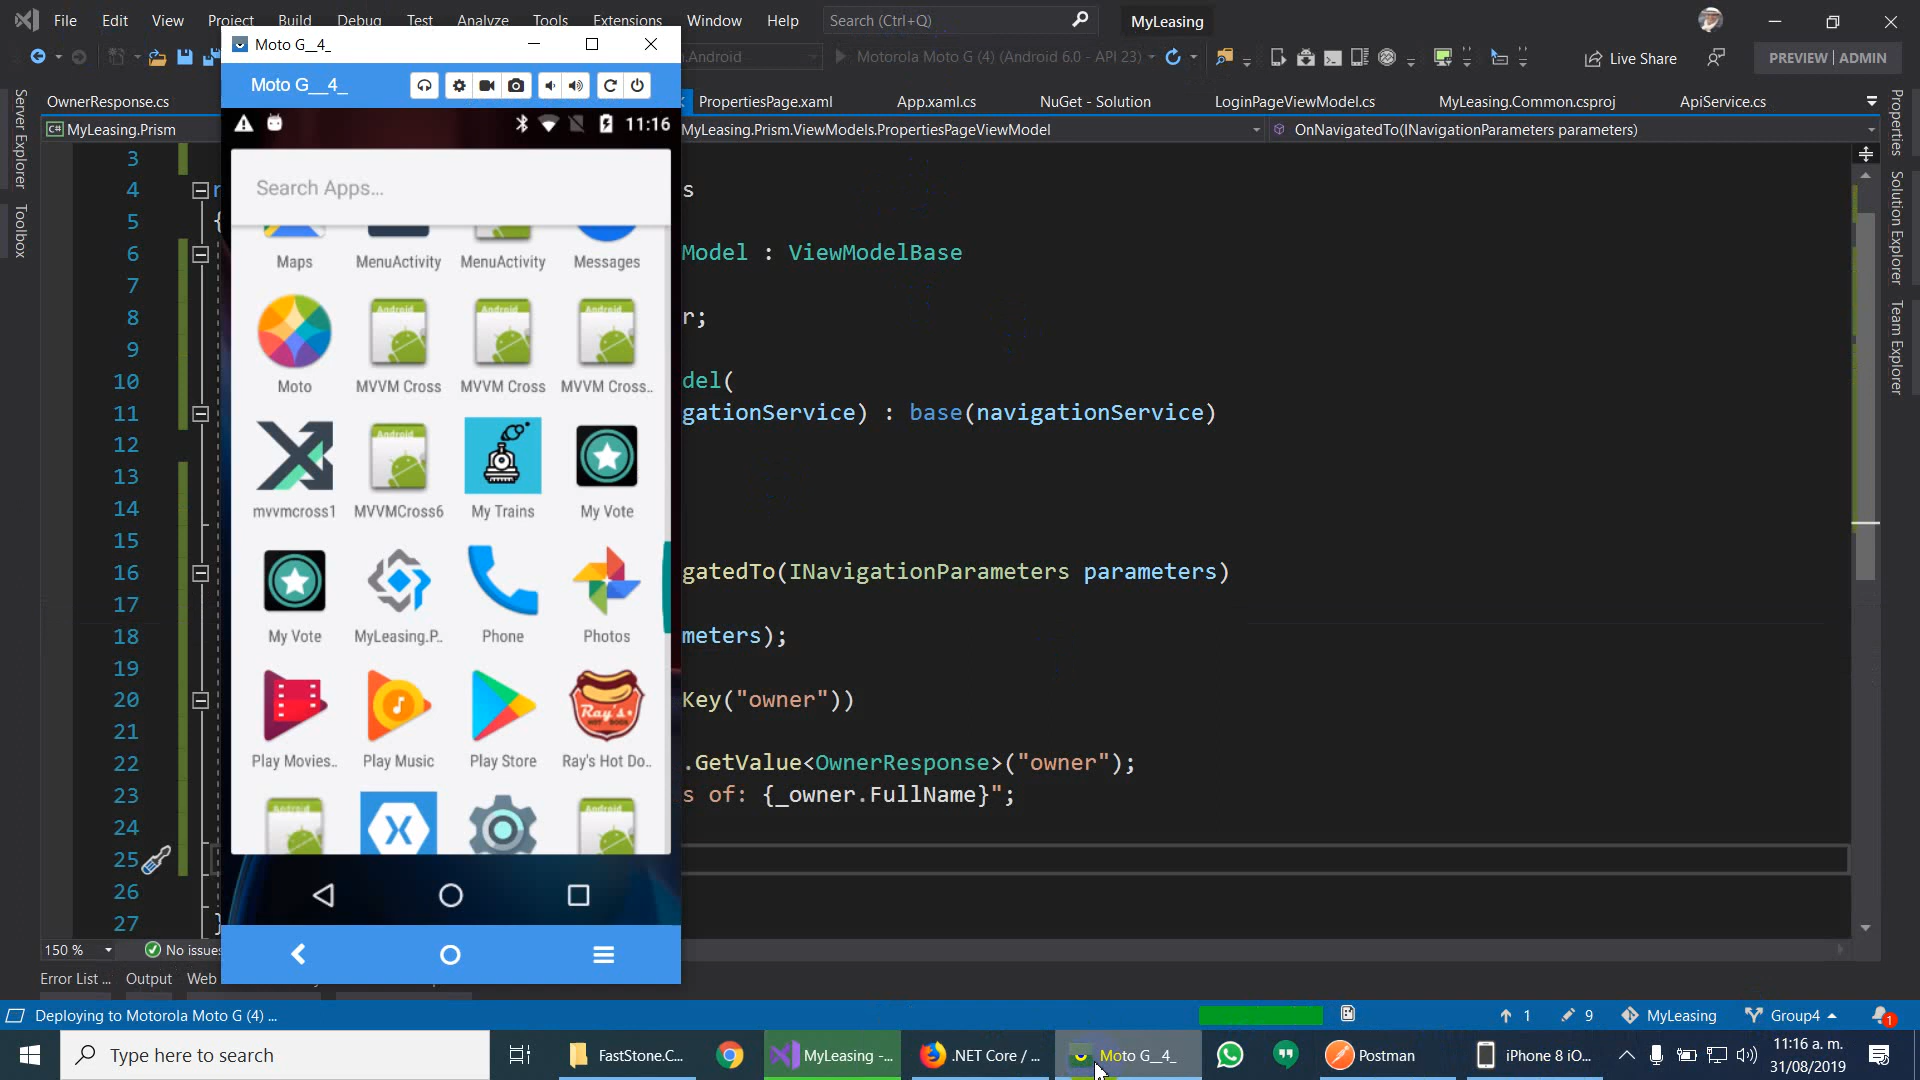 File Edit View Project Build Debug Test Analyze Tools Extensions Window Help Search (Ctrl+Q) MyLeasing
Moto G__4_
Moto G__4_
.Android Motorola Moto G (4) (Android 6.0 - API 23) Live Share PREVIEW | ADMIN
OwnerResponse.cs PropertiesPage.xaml App.xaml.cs NuGet - Solution LoginPageViewModel.cs MyLeasing.Common.csproj ApiService.cs
C# MyLeasing.Prism MyLeasing.Prism.ViewModels.PropertiesPageViewModel OnNavigatedTo(INavigationParameters parameters)
Server Explorer
Toolbox
Properties
Solution Explorer
Team Explorer
11:16
Search Apps...
Maps MenuActivity MenuActivity Messages
Moto MVVM Cross MVVM Cross MVVM Cross..
mvvmcross1 MVVMCross6 My Trains My Vote
My Vote MyLeasing.P.. Phone Photos
Play Movies.. Play Music Play Store Ray's Hot Do..
3
4 s
5 {
6 Model : ViewModelBase
7
8 r;
9
10 del(
11 gationService) : base(navigationService)
12
13
14
15
16 gatedTo(INavigationParameters parameters)
17
18 meters);
19
20 Key("owner"))
21
22 .GetValue<OwnerResponse>("owner");
23 s of: {_owner.FullName}";
24
25
26
27 }
150 % No issues
Error List ... Output Web
Deploying to Motorola Moto G (4) ... 1 9 MyLeasing Group4 1
Type here to search FastStone.C... MyLeasing -... .NET Core / ... Moto G__4_ Postman iPhone 8 iO... 11:16 a. m.
31/08/2019